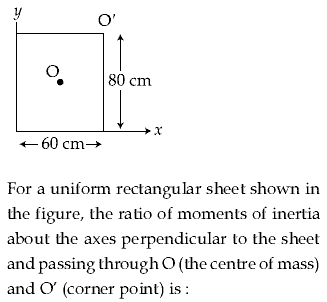 y
O′
O
80 cm
x
60 cm
For a uniform rectangular sheet shown in
the figure, the ratio of moments of inertia
about the axes perpendicular to the sheet
and passing through O (the centre of mass)
and O′ (corner point) is :